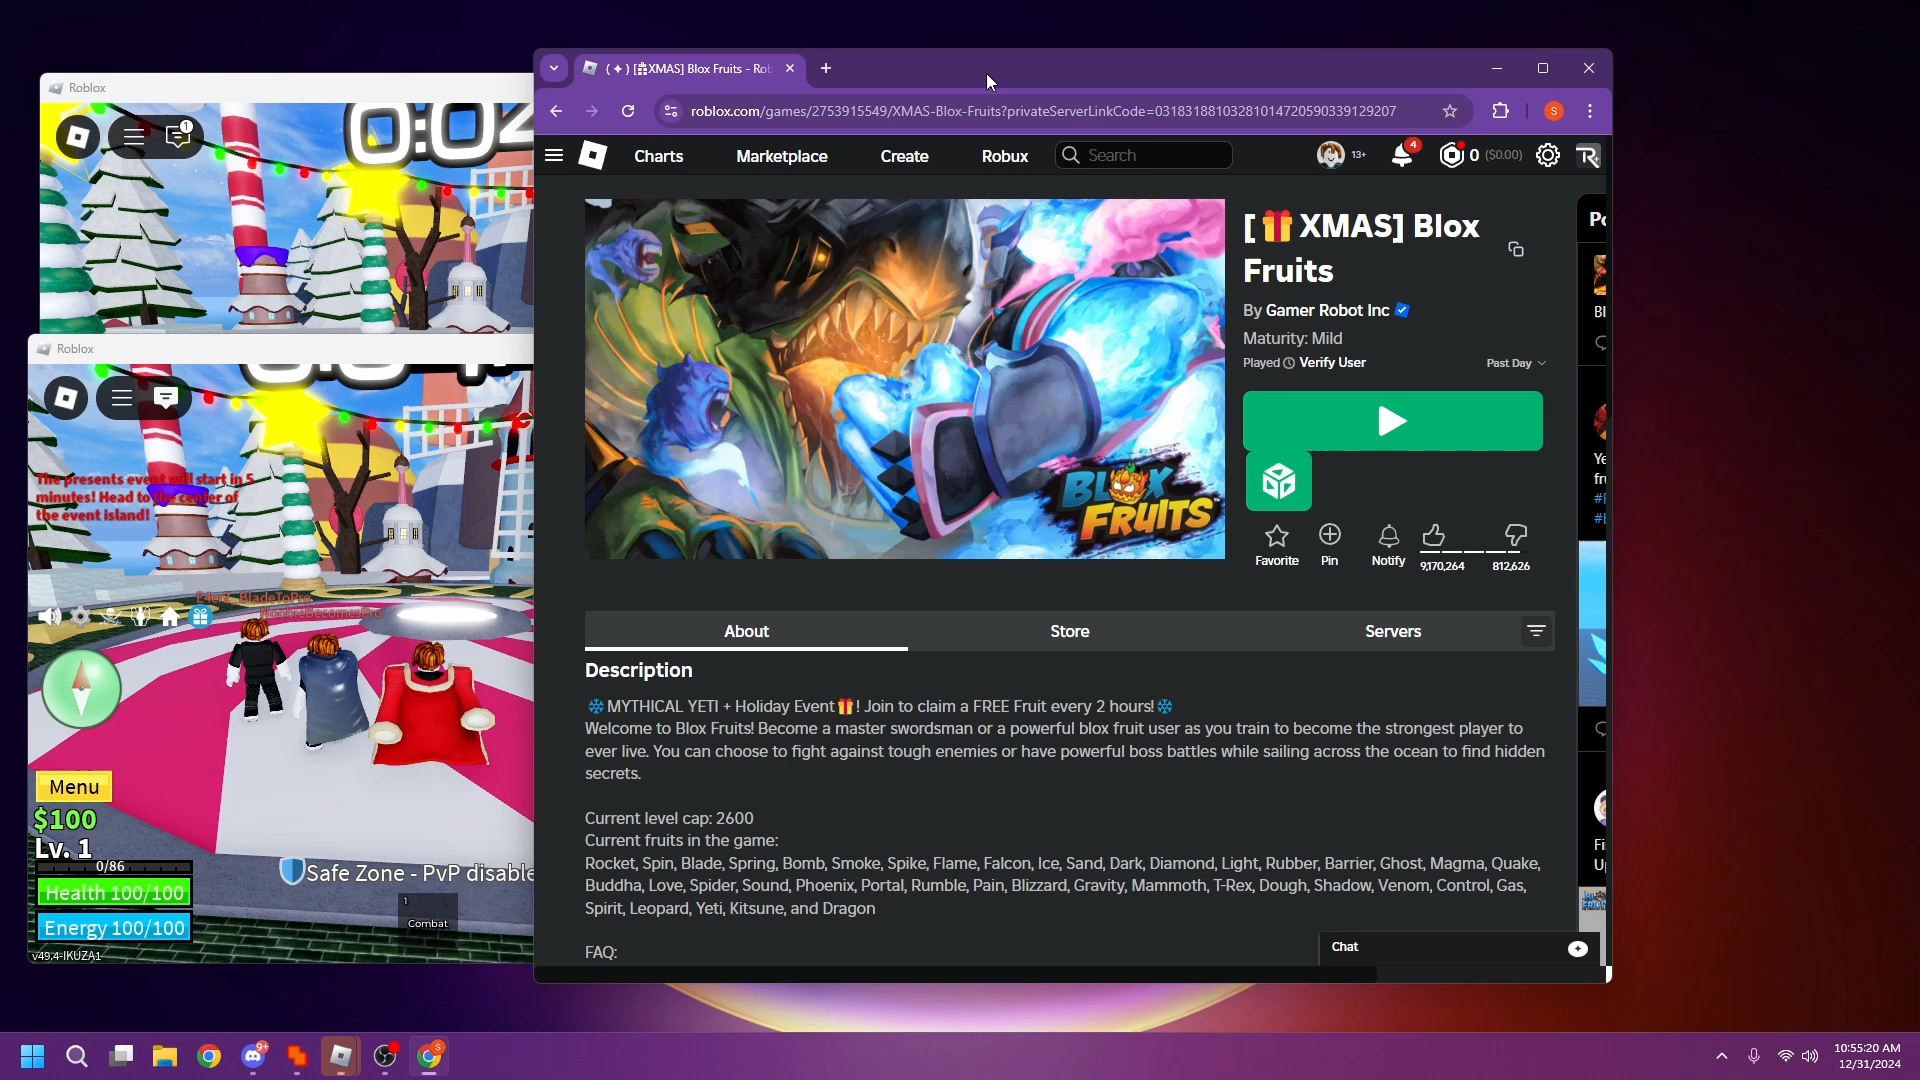 Roblox
1
0:02
Roblox
The presents event will start in 5
minutes! Head to the center of
the event island!
Menu
$100
Lv. 1
0/86
Health 100/100
Energy 100/100
v49.4-IKUZA1
Safe Zone - PvP disable
1
Combat
( ✦ ) [🎁XMAS] Blox Fruits - Rob
roblox.com/games/2753915549/XMAS-Blox-Fruits?privateServerLinkCode=03183188103281014720590339129207
S
Charts
Marketplace
Create
Robux
Search
13+
4
0 ($0.00)
BLOX
FRUITS
[🎁XMAS] Blox
Fruits
By Gamer Robot Inc
Maturity: Mild
Played Verify User
Past Day
Favorite
Pin
Notify
9,170,264
812,626
About
Store
Servers
Description
❄️MYTHICAL YETI + Holiday Event🎁! Join to claim a FREE Fruit every 2 hours!❄️
Welcome to Blox Fruits! Become a master swordsman or a powerful blox fruit user as you train to become the strongest player to
ever live. You can choose to fight against tough enemies or have powerful boss battles while sailing across the ocean to find hidden
secrets.
Current level cap: 2600
Current fruits in the game:
Rocket, Spin, Blade, Spring, Bomb, Smoke, Spike, Flame, Falcon, Ice, Sand, Dark, Diamond, Light, Rubber, Barrier, Ghost, Magma, Quake,
Buddha, Love, Spider, Sound, Phoenix, Portal, Rumble, Pain, Blizzard, Gravity, Mammoth, T-Rex, Dough, Shadow, Venom, Control, Gas,
Spirit, Leopard, Yeti, Kitsune, and Dragon
FAQ:
Chat
9+
S
10:55:20 AM
12/31/2024